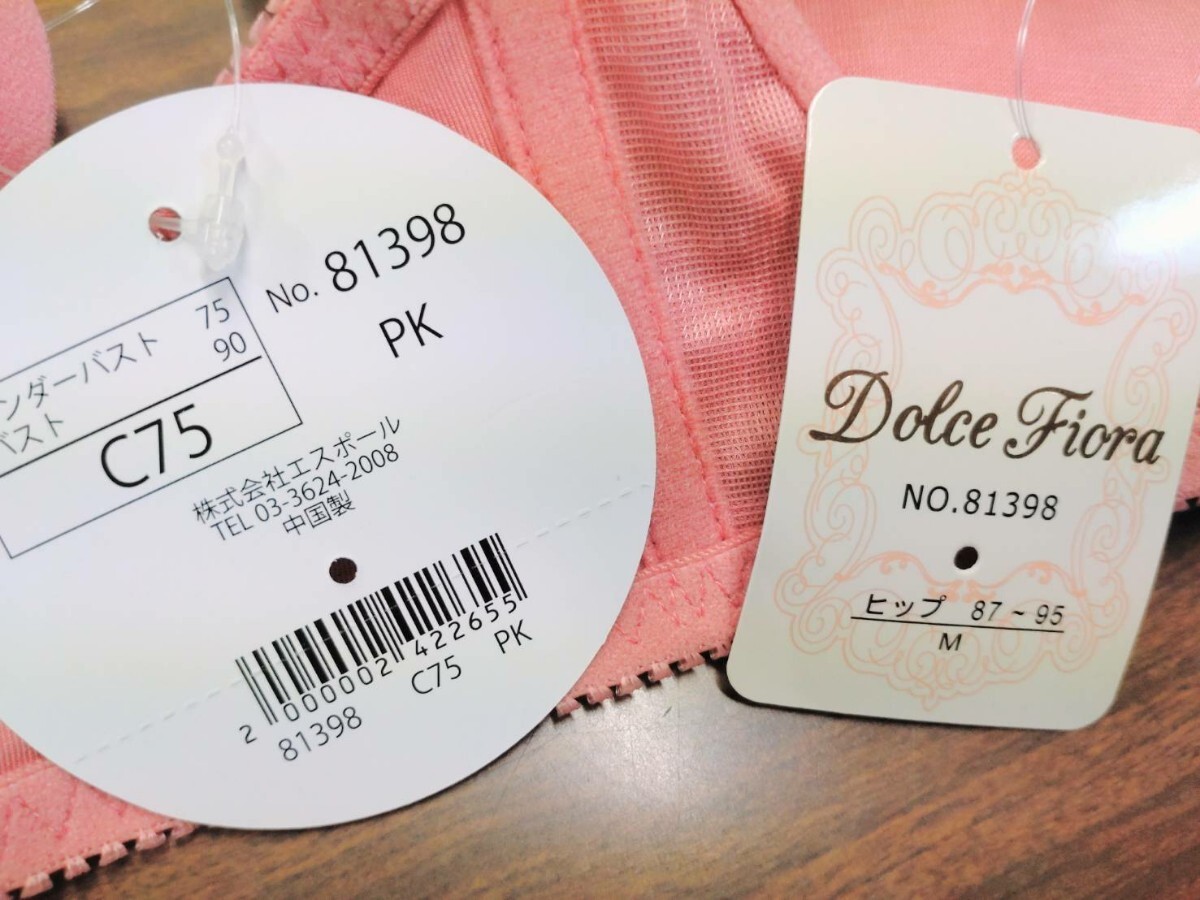 No. 81398
PK
ンダーバスト 75
バスト 90
C75
株式会社エスポール
TEL 03-3624-2008
中国製
2 000002 422655
81398 C75 PK
Dolce Fiora
NO.81398
ヒップ 87~95
M